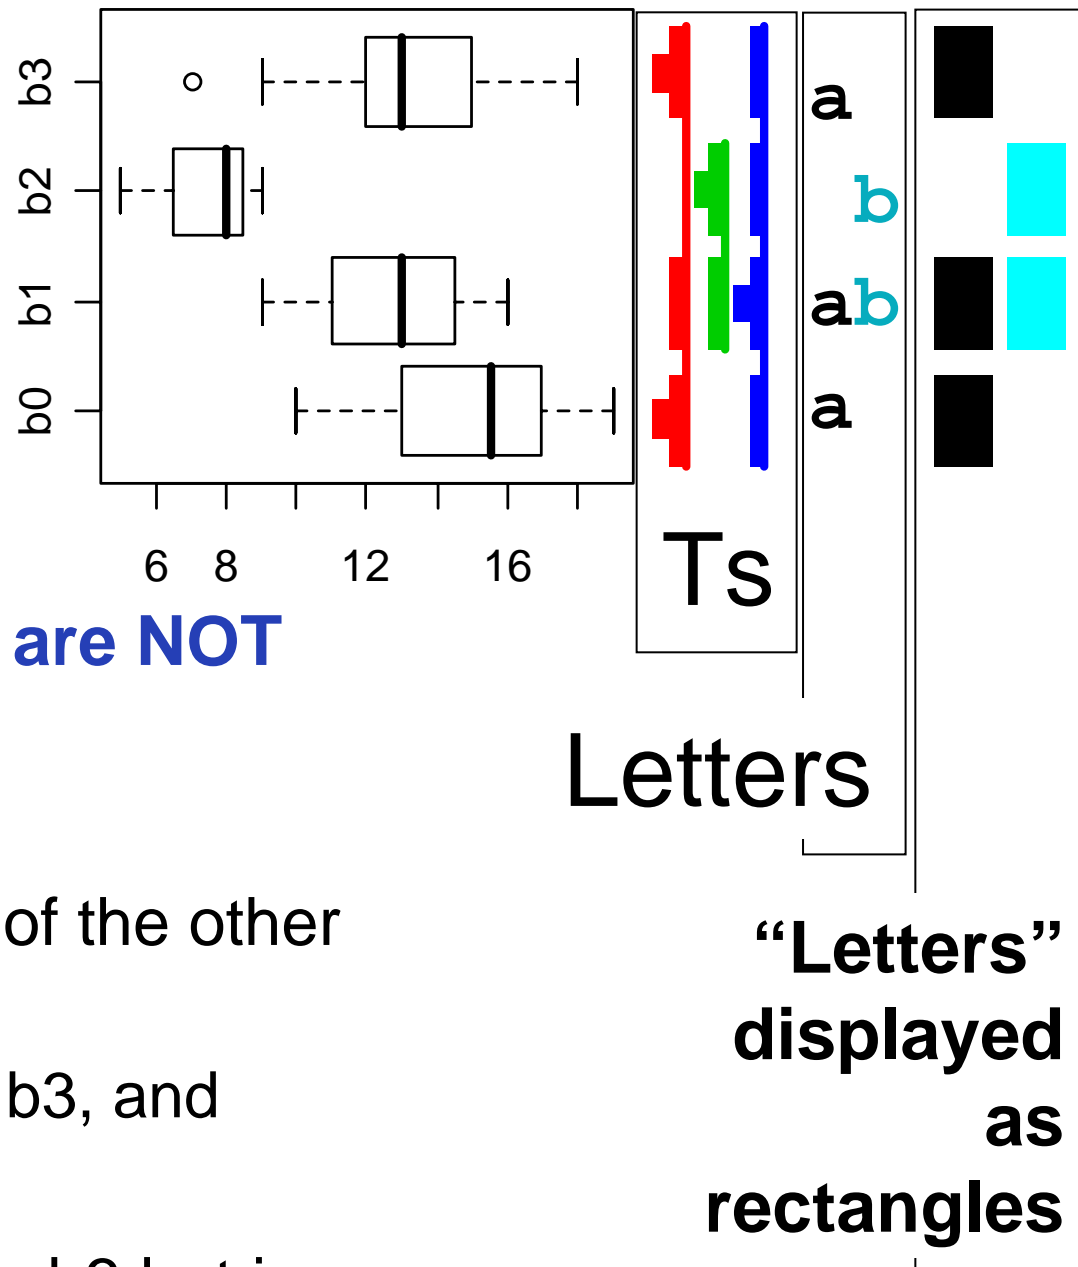 b3
a
b2
b
b1
ab
b0
a
6 8 12 16
Ts
are NOT
Letters
of the other
“Letters”
displayed
b3, and
as
rectangles